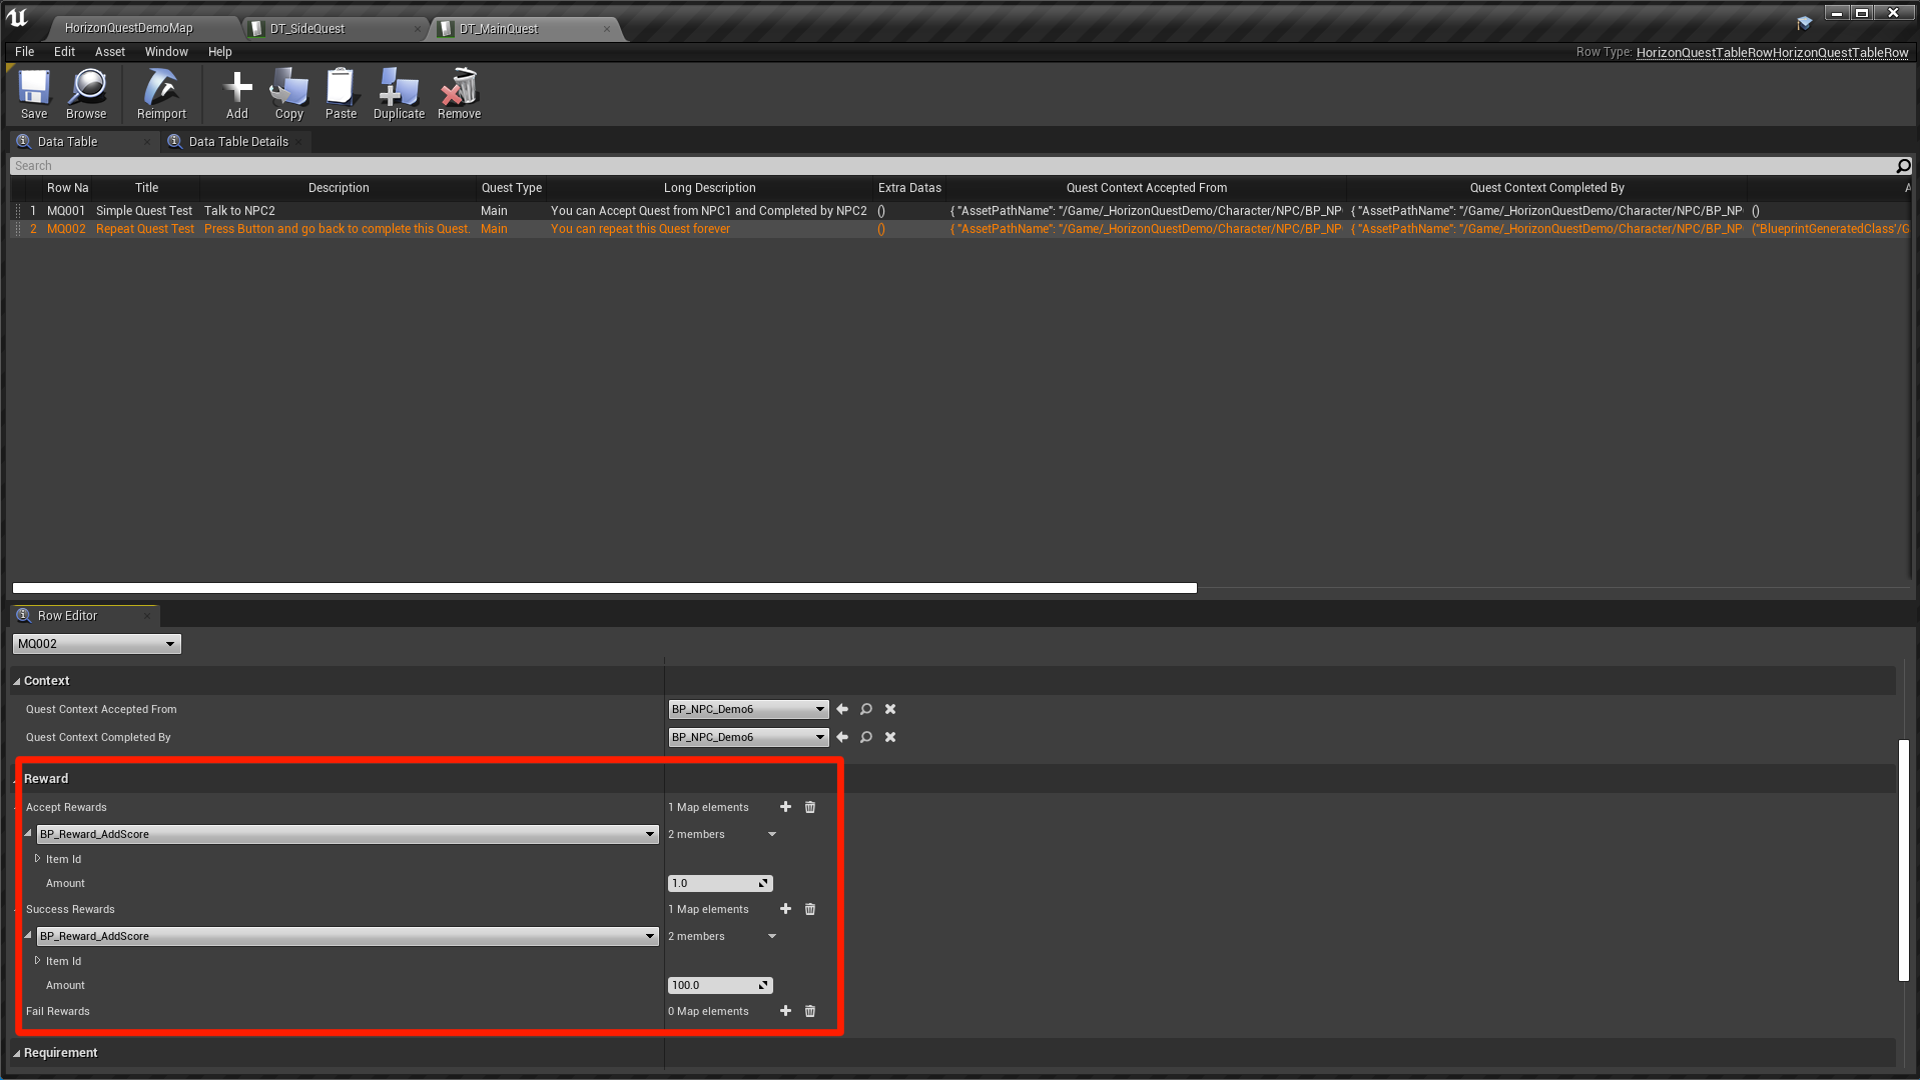 HorizonQuestDemoMap DT_SideQuest DT_MainQuest
File Edit Asset Window Help Row Type: HorizonQuestTableRowHorizonQuestTableRow
Save Browse Reimport Add Copy Paste Duplicate Remove
Data Table Data Table Details
Search
Row Na Title Description Quest Type Long Description Extra Datas Quest Context Accepted From Quest Context Completed By A
1 MQ001 Simple Quest Test Talk to NPC2 Main You can Accept Quest from NPC1 and Completed by NPC2 () { "AssetPathName": "/Game/_HorizonQuestDemo/Character/NPC/BP_NP { "AssetPathName": "/Game/_HorizonQuestDemo/Character/NPC/BP_NP ()
2 MQ002 Repeat Quest Test Press Button and go back to complete this Quest. Main You can repeat this Quest forever () { "AssetPathName": "/Game/_HorizonQuestDemo/Character/NPC/BP_NP { "AssetPathName": "/Game/_HorizonQuestDemo/Character/NPC/BP_NP ("BlueprintGeneratedClass'/G
Row Editor
MQ002
Context
Quest Context Accepted From BP_NPC_Demo6
Quest Context Completed By BP_NPC_Demo6
Reward
Accept Rewards 1 Map elements
BP_Reward_AddScore 2 members
Item Id
Amount 1.0
Success Rewards 1 Map elements
BP_Reward_AddScore 2 members
Item Id
Amount 100.0
Fail Rewards 0 Map elements
Requirement